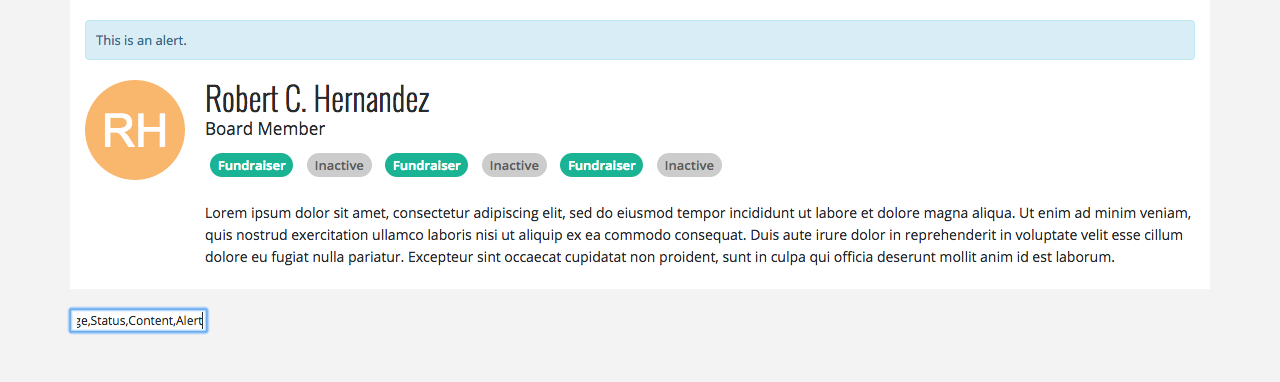 This is an alert.
RH
Robert C. Hernandez
Board Member
Fundraiser Inactive Fundraiser Inactive Fundraiser Inactive
Lorem ipsum dolor sit amet, consectetur adipiscing elit, sed do eiusmod tempor incididunt ut labore et dolore magna aliqua. Ut enim ad minim veniam,
quis nostrud exercitation ullamco laboris nisi ut aliquip ex ea commodo consequat. Duis aute irure dolor in reprehenderit in voluptate velit esse cillum
dolore eu fugiat nulla pariatur. Excepteur sint occaecat cupidatat non proident, sunt in culpa qui officia deserunt mollit anim id est laborum.
ge,Status,Content,Alert